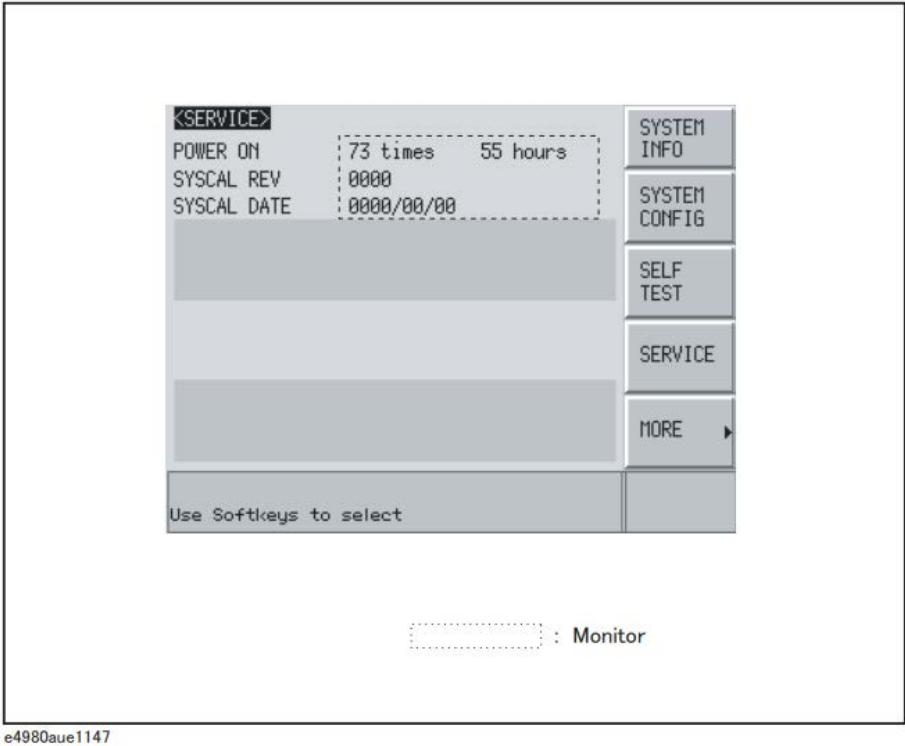 <SERVICE>
POWER ON 73 times 55 hours
SYSCAL REV 0000
SYSCAL DATE 0000/00/00
SYSTEM
INFO
SYSTEM
CONFIG
SELF
TEST
SERVICE
MORE
Use Softkeys to select
: Monitor
e4980aue1147